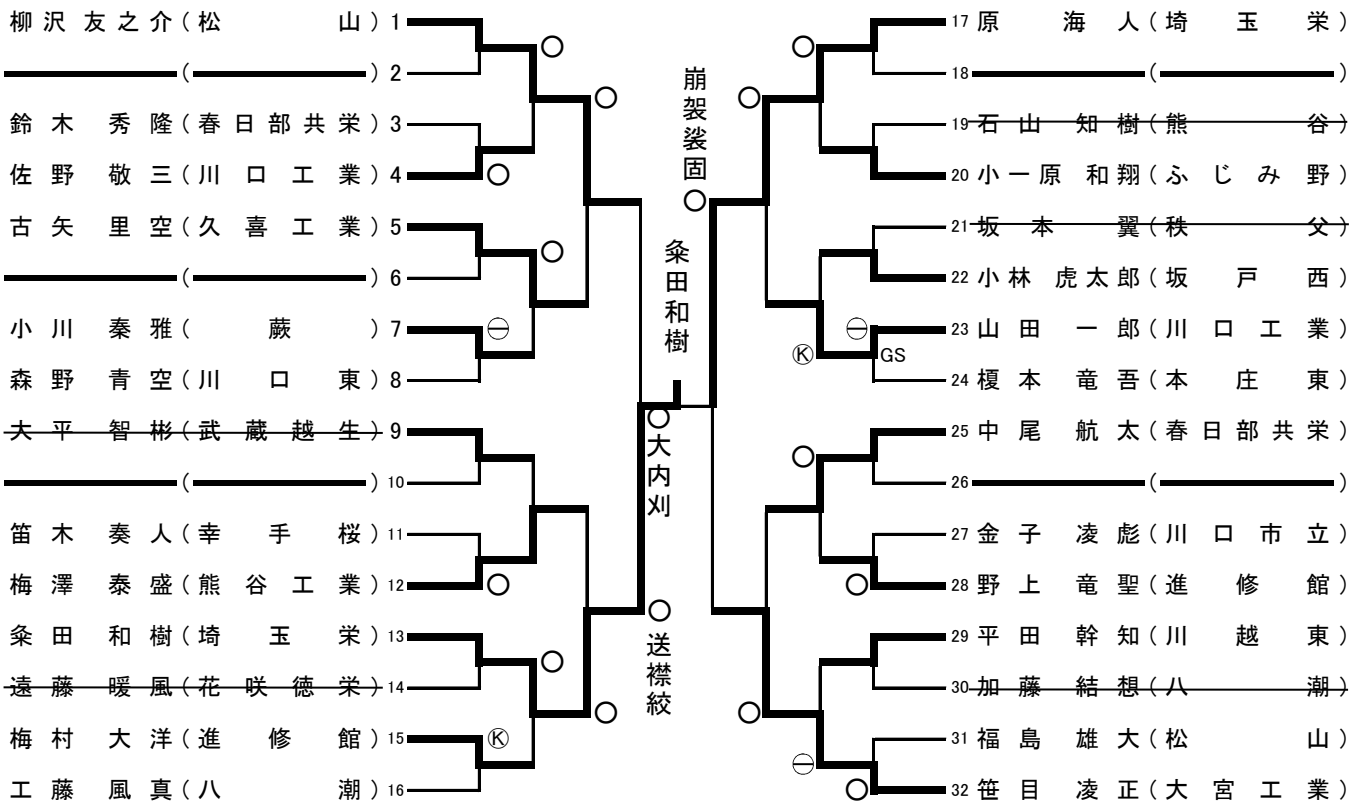 柳沢友之介(松山)1
( )2
鈴木秀隆(春日部共栄)3
佐野敬三(川口工業)4
古矢里空(久喜工業)5
( )6
小川秦雅(蕨)7
森野青空(川口東)8
大平智彬(武蔵越生)9
( )10
笛木奏人(幸手桜)11
梅澤泰盛(熊谷工業)12
粂田和樹(埼玉栄)13
遠藤暖風(花咲徳栄)14
梅村大洋(進修館)15
Ⓚ
工藤風真(八潮)16
崩袈裟固
粂田和樹
大内刈
送襟絞
17 原海人(埼玉栄)
18 ( )
19 石山知樹(熊谷)
20 小一原和翔(ふじみ野)
21 坂本翼(秩父)
22 小林虎太郎(坂戸西)
23 山田一郎(川口工業)
Ⓚ
GS
24 榎本竜吾(本庄東)
25 中尾航太(春日部共栄)
26 ( )
27 金子凌彪(川口市立)
28 野上竜聖(進修館)
29 平田幹知(川越東)
30 加藤結想(八潮)
31 福島雄大(松山)
32 笹目凌正(大宮工業)